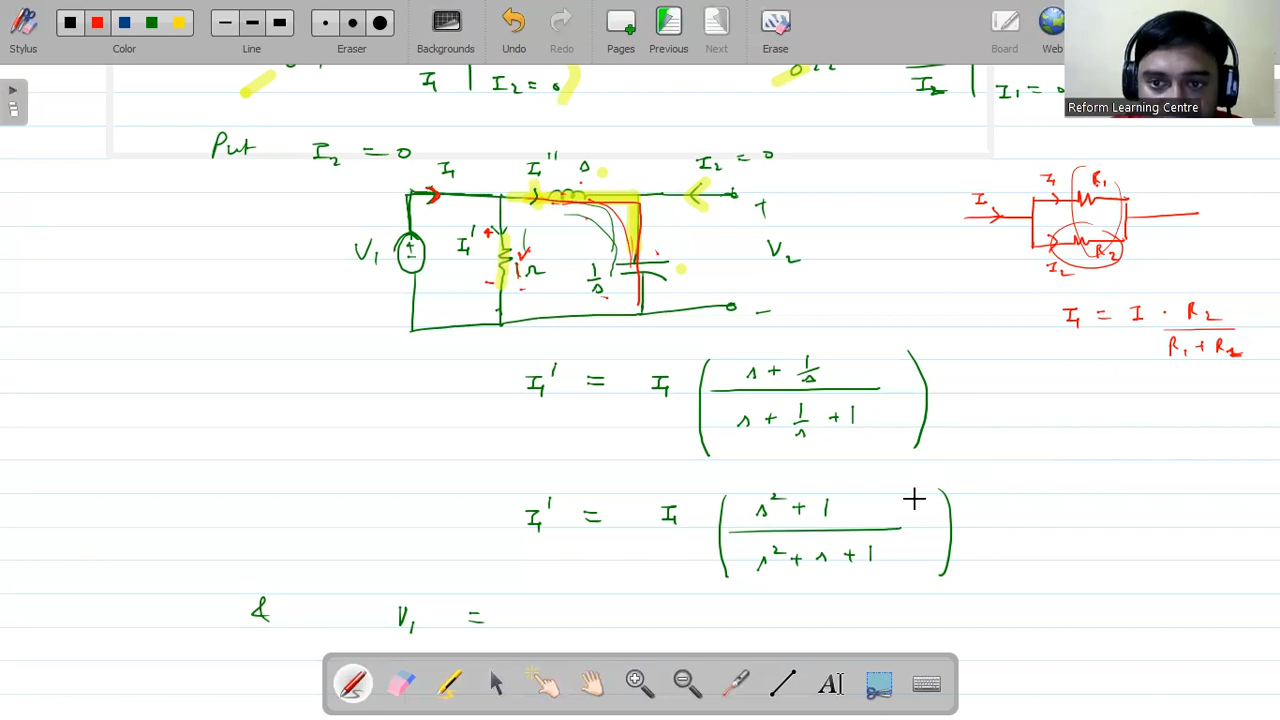 Stylus Color Line Eraser Backgrounds Undo Redo Pages Previous Next Erase Board Web
Reform Learning Centre
I₁ | I₂ = 0
I₂ | I₁ = 0
Put I₂ = 0
I₁ I₁'' s I₂ = 0
V₁ I₁' 1Ω 1/s + V₂ −
I I₁ R₁
I₂ R₂
I₁ = I · R₂ / (R₁ + R₂)
I₁' = I₁ ( (s + 1/s) / (s + 1/s + 1) )
I₁' = I₁ ( (s² + 1) / (s² + s + 1) )
& V₁ =
AI